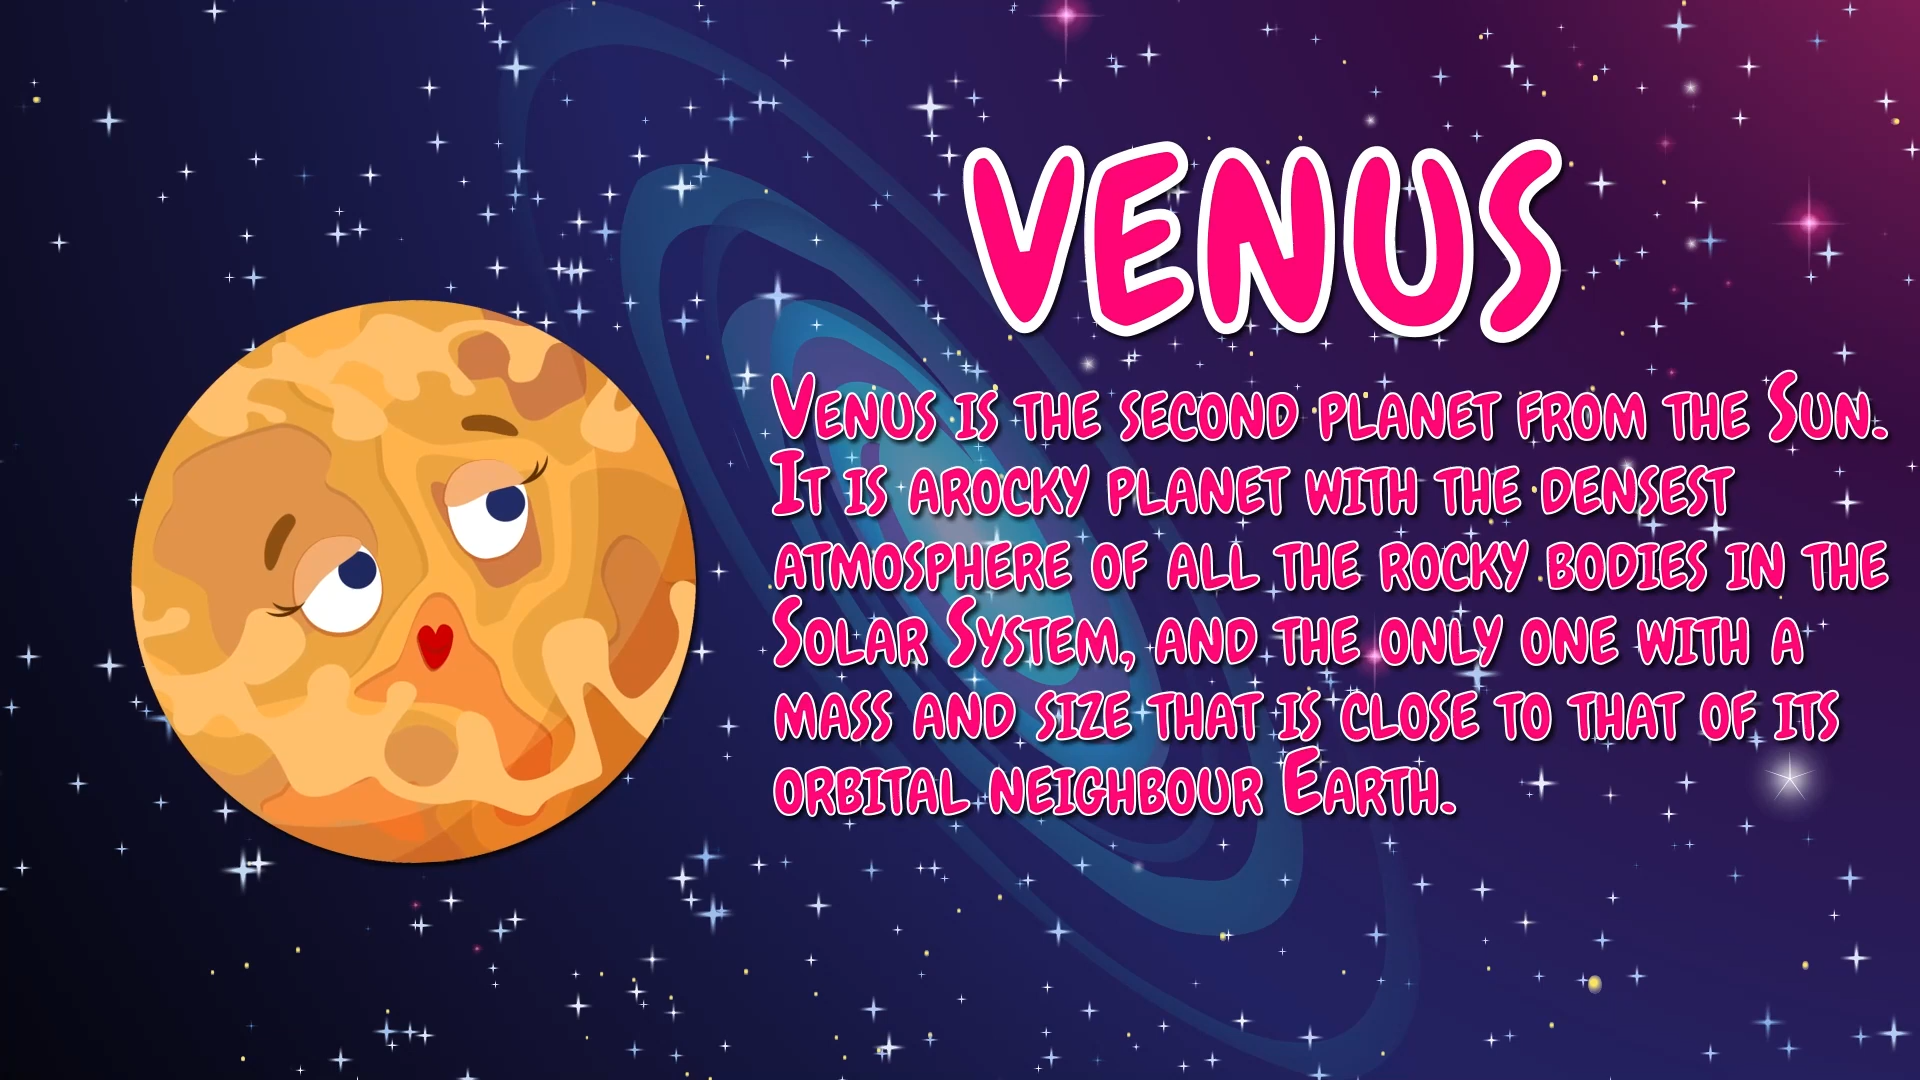 VENUS
Venus is the second planet from the Sun.
It is arocky planet with the densest
atmosphere of all the rocky bodies in the
Solar System, and the only one with a
mass and size that is close to that of its
orbital neighbour Earth.